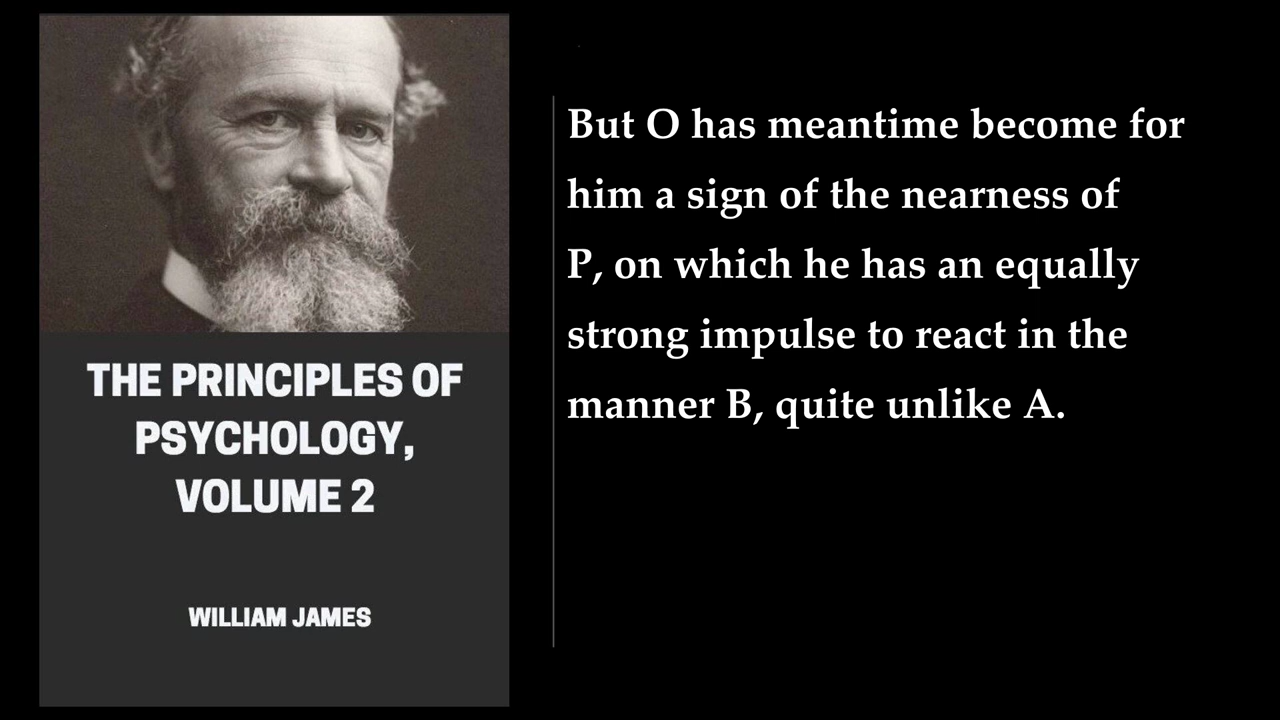 THE PRINCIPLES OF
PSYCHOLOGY,
VOLUME 2
WILLIAM JAMES
But O has meantime become for
him a sign of the nearness of
P, on which he has an equally
strong impulse to react in the
manner B, quite unlike A.